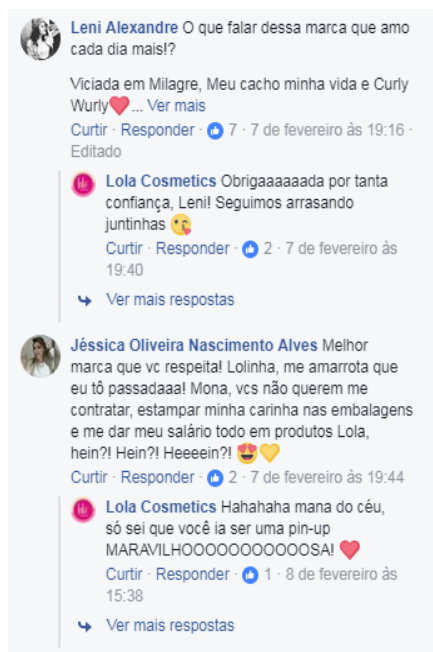 Leni Alexandre O que falar dessa marca que amo
cada dia mais!?
Viciada em Milagre, Meu cacho minha vida e Curly
Wurly❤️... Ver mais
Curtir · Responder · 7 · 7 de fevereiro às 19:16 ·
Editado
Lola Cosmetics Obrigaaaaaada por tanta
confiança, Leni! Seguimos arrasando
juntinhas 😘
Curtir · Responder · 2 · 7 de fevereiro às
19:40
Ver mais respostas
Jéssica Oliveira Nascimento Alves Melhor
marca que vc respeita! Lolinha, me amarrota que
eu tô passadaaa! Mona, vcs não querem me
contratar, estampar minha carinha nas embalagens
e me dar meu salário todo em produtos Lola,
hein?! Hein?! Heeeein?! 😍💛
Curtir · Responder · 2 · 7 de fevereiro às 19:44
Lola Cosmetics Hahahaha mana do céu,
só sei que você ia ser uma pin-up
MARAVILHOOOOOOOOOOOSA! ❤️
Curtir · Responder · 1 · 8 de fevereiro às
15:38
Ver mais respostas